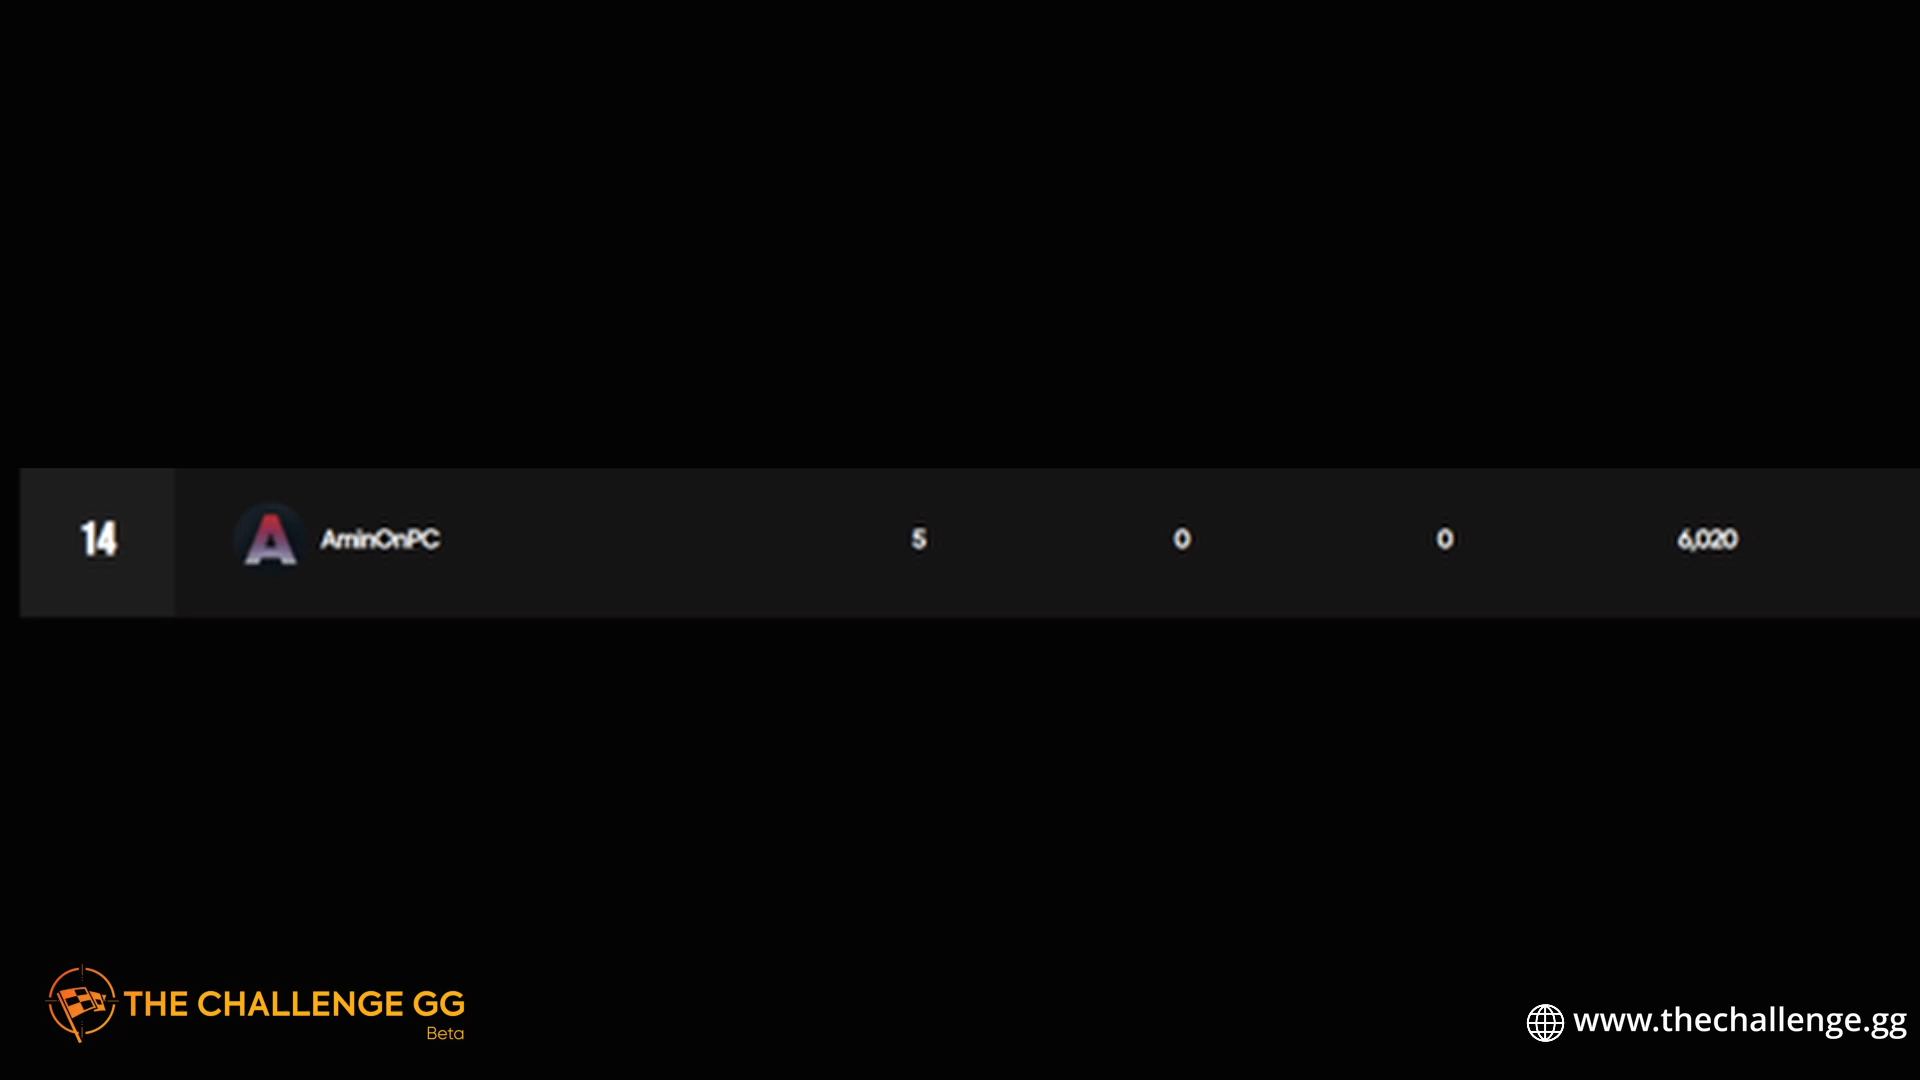 14 A AminOnPC 5 0 0 6,020
THE CHALLENGE GG
Beta
www.thechallenge.gg